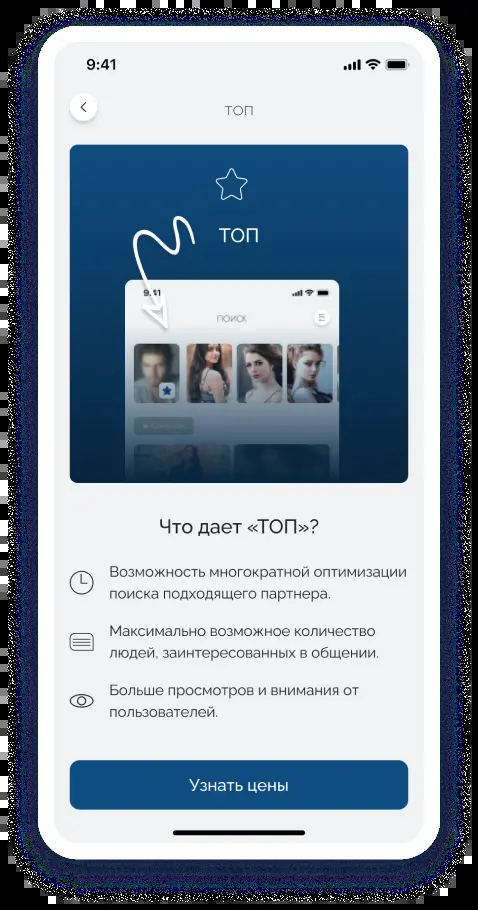 9:41
ТОП
ТОП
9:41
ПОИСК
Что дает «ТОП»?
Возможность многократной оптимизации
поиска подходящего партнера.
Максимально возможное количество
людей, заинтересованных в общении.
Больше просмотров и внимания от
пользователей.
Узнать цены